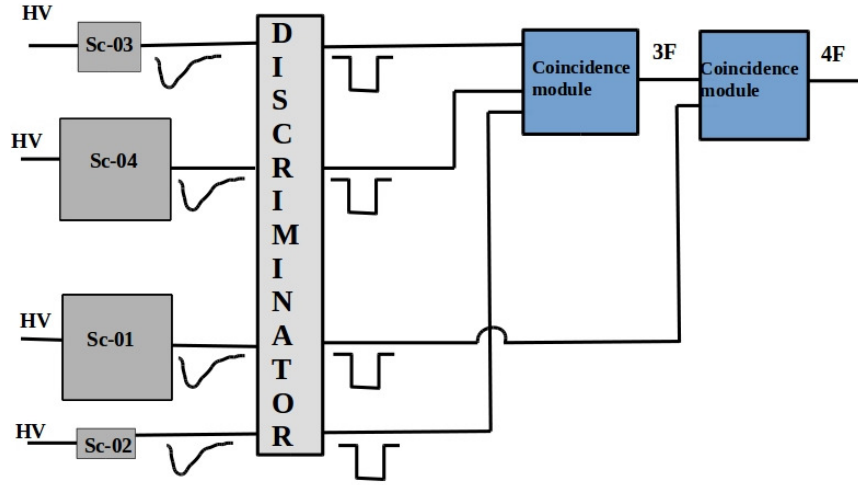 HV
Sc-03
HV
Sc-04
HV
Sc-01
HV
Sc-02
D
I
S
C
R
I
M
I
N
A
T
O
R
Coincidence
module
3F
Coincidence
module
4F